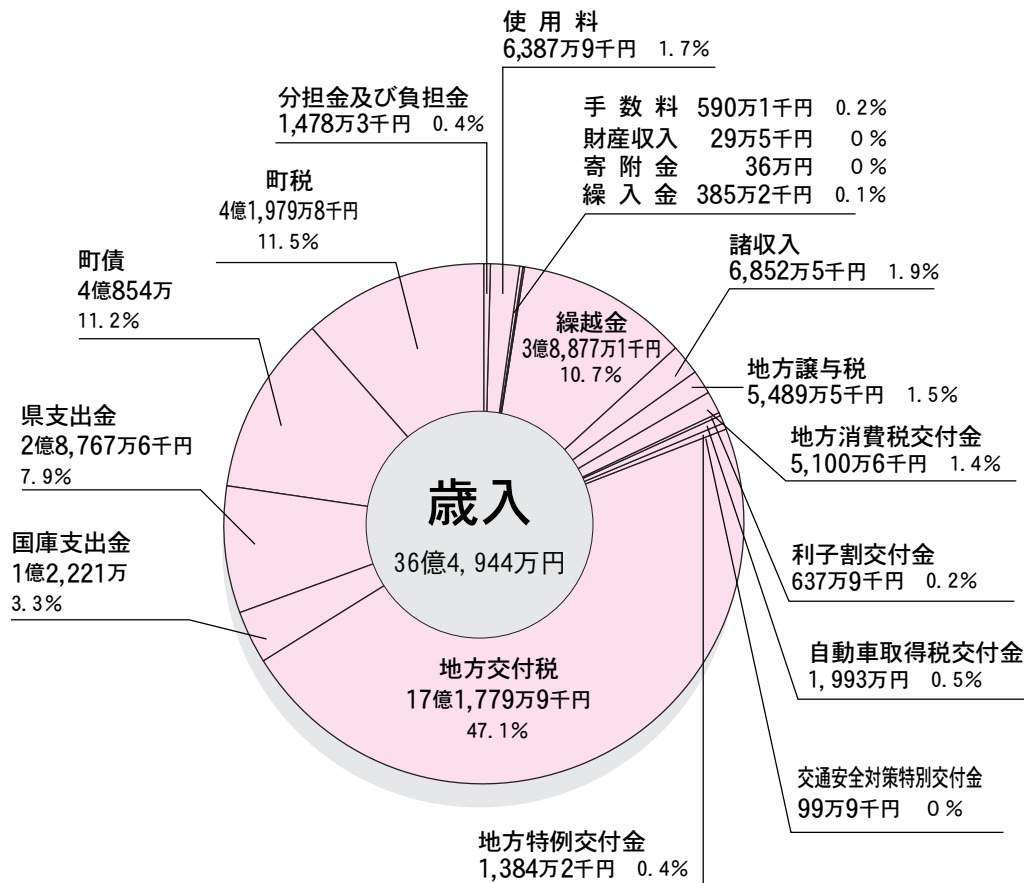 使用料
6,387万9千円 1.7%
分担金及び負担金
1,478万3千円 0.4%
手数料 590万1千円 0.2%
財産収入 29万5千円 0%
寄附金 36万円 0%
繰入金 385万2千円 0.1%
町税
4億1,979万8千円
11.5%
諸収入
6,852万5千円 1.9%
町債
4億854万
11.2%
繰越金
3億8,877万1千円
10.7%
地方譲与税
5,489万5千円 1.5%
県支出金
2億8,767万6千円
7.9%
地方消費税交付金
5,100万6千円 1.4%
歳入
36億4,944万円
国庫支出金
1億2,221万
3.3%
利子割交付金
637万9千円 0.2%
自動車取得税交付金
1,993万円 0.5%
地方交付税
17億1,779万9千円
47.1%
交通安全対策特別交付金
99万9千円 0%
地方特例交付金
1,384万2千円 0.4%